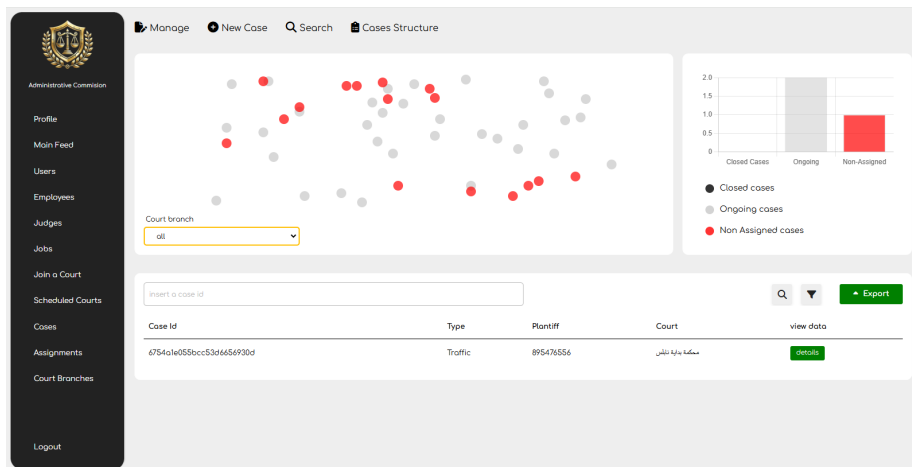 Administrative Commision
Profile
Main Feed
Users
Employees
Judges
Jobs
Join a Court
Scheduled Courts
Cases
Assignments
Court Branches
Logout
Manage New Case Search Cases Structure
Court branch
all
2.0
1.5
1.0
0.5
0
Closed Cases Ongoing Non-Assigned
Closed cases
Ongoing cases
Non Assigned cases
insert a case id
Export
Case Id Type Plantiff Court view data
6754a1e055bcc53d6656930d Traffic 895476556 محكمة بداية نابلس details